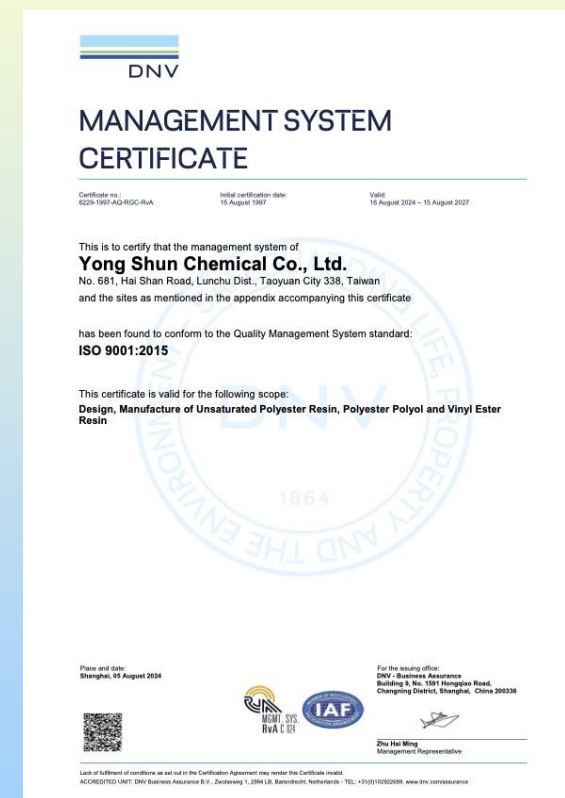 DNV
MANAGEMENT SYSTEM
CERTIFICATE
Certificate no.:
6229-1997-AQ-RGC-RvA
Initial certification date:
15 August 1997
Valid:
16 August 2024 – 15 August 2027
This is to certify that the management system of
Yong Shun Chemical Co., Ltd.
No. 681, Hai Shan Road, Lunchu Dist., Taoyuan City 338, Taiwan
and the sites as mentioned in the appendix accompanying this certificate
has been found to conform to the Quality Management System standard:
ISO 9001:2015
This certificate is valid for the following scope:
Design, Manufacture of Unsaturated Polyester Resin, Polyester Polyol and Vinyl Ester
Resin
DNV
1864
LIFE, PROPERTY AND THE ENVIRONMENT
Place and date:
Shanghai, 05 August 2024
MGMT. SYS.
RvA C 024
IAF
For the issuing office:
DNV - Business Assurance
Building 9, No. 1591 Hongqiao Road,
Changning District, Shanghai, China 200336
Zhu Hai Ming
Management Representative
Lack of fulfilment of conditions as set out in the Certification Agreement may render this Certificate invalid.
ACCREDITED UNIT: DNV Business Assurance B.V., Zwolseweg 1, 2994 LB, Barendrecht, Netherlands - TEL: +31(0)102922689. www.dnv.com/assurance